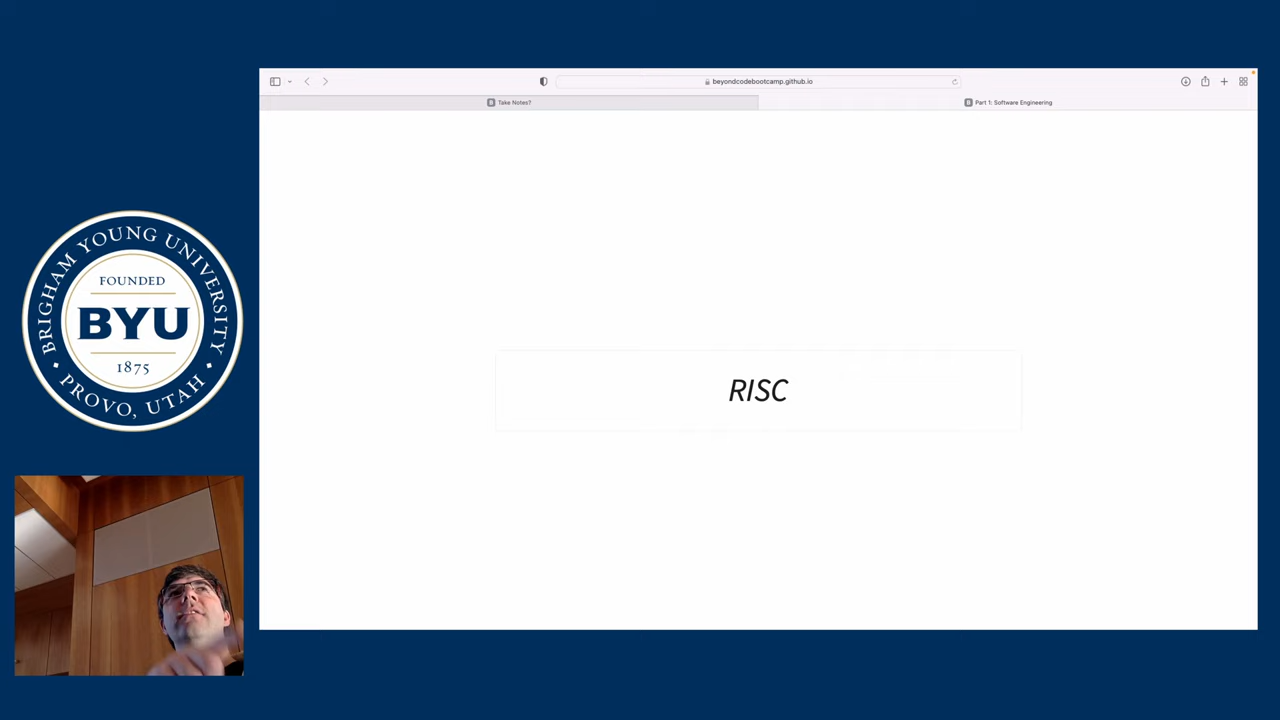 beyondcodebootcamp.github.io
Take Notes?
Part 1: Software Engineering
BRIGHAM YOUNG UNIVERSITY
FOUNDED
BYU
1875
PROVO, UTAH
RISC